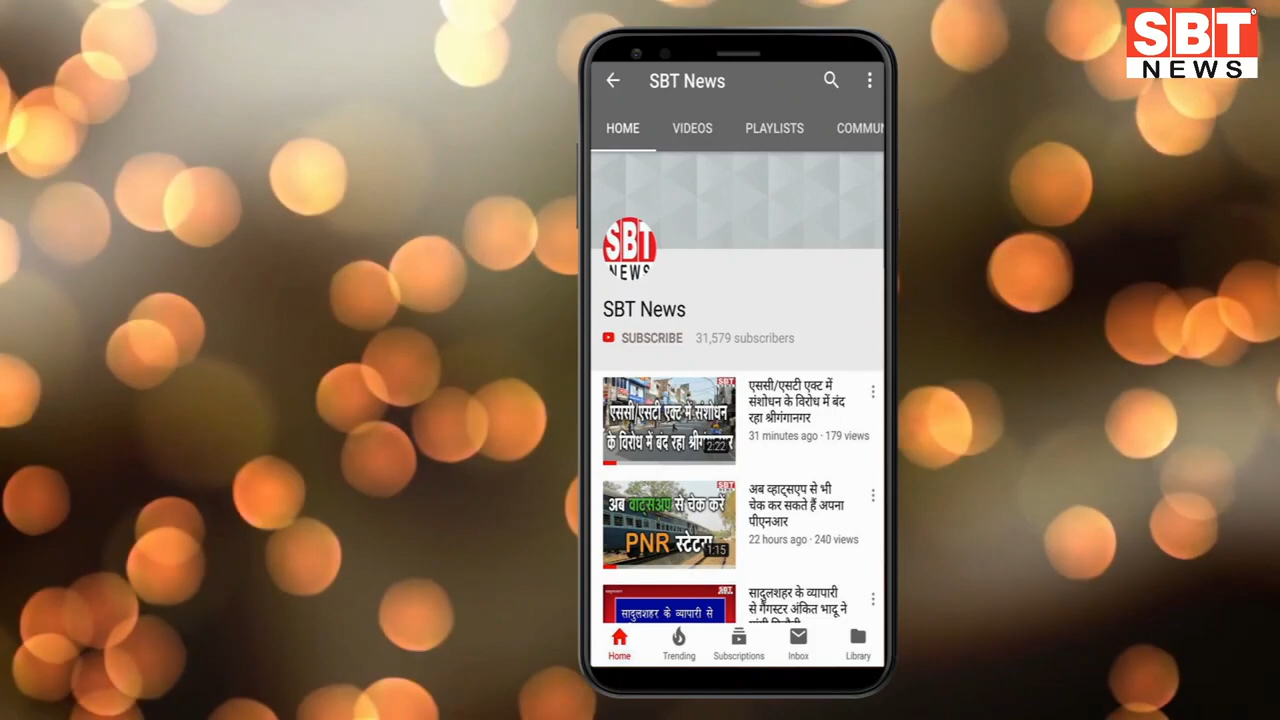 SBT
NEWS
SBT News
HOME VIDEOS PLAYLISTS COMMUN
SBT
NEWS
SBT News
SUBSCRIBE 31,579 subscribers
SBT
एससी/एसटी एक्ट में संशोधन
के विरोध में बंद रहा श्रीगंगानगर
2:22
एससी/एसटी एक्ट में
संशोधन के विरोध में बंद
रहा श्रीगंगानगर
31 minutes ago · 179 views
SBT
अब वाट्सअप से चेक करें
PNR स्टेटस
1:15
अब व्हाट्सएप से भी
चेक कर सकते हैं अपना
पीएनआर
22 hours ago · 240 views
SBT
सादुलशहर के व्यापारी से
सादुलशहर के व्यापारी
से गैंगस्टर अंकित भादू ने
Home Trending Subscriptions Inbox Library